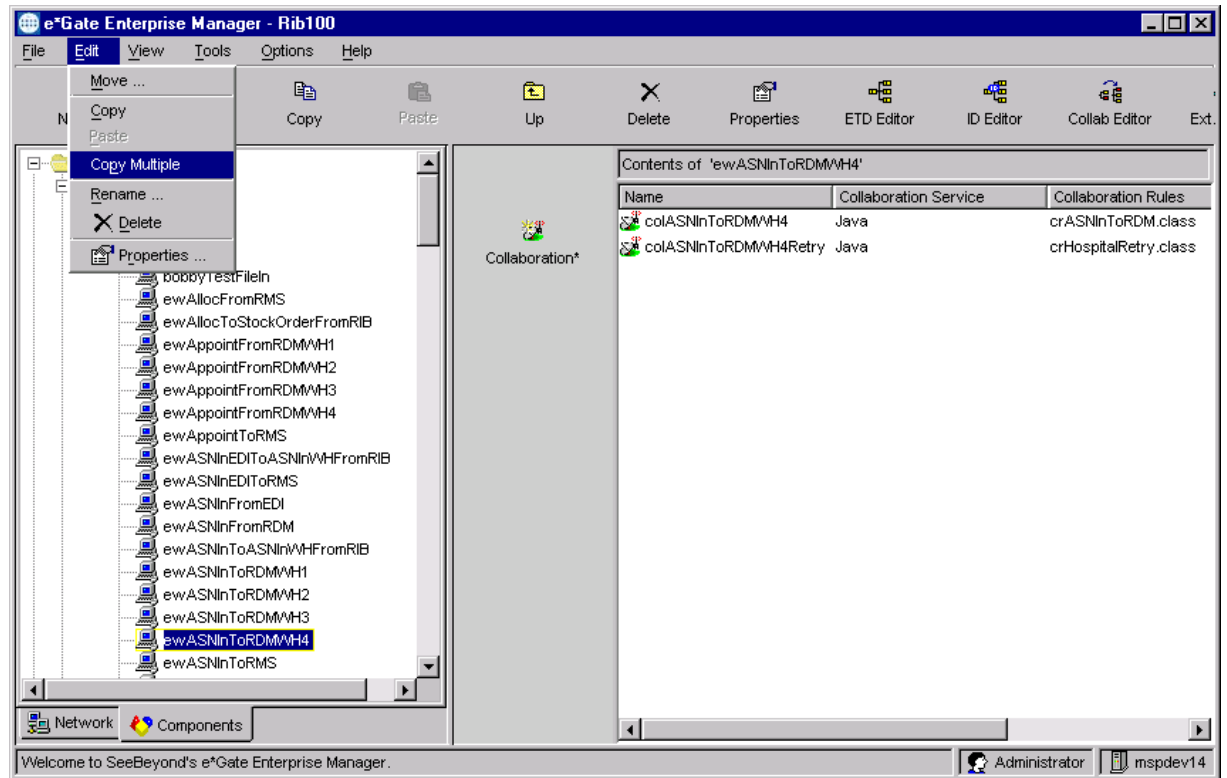 e*Gate Enterprise Manager - Rib100
File Edit View Tools Options Help
Move ...
Copy
Paste
Copy Multiple
Rename ...
Delete
Properties ...
N
Copy
Paste
Up
Delete
Properties
ETD Editor
ID Editor
Collab Editor
Ext.
bobbyTestFileIn
ewAllocFromRMS
ewAllocToStockOrderFromRIB
ewAppointFromRDMWH1
ewAppointFromRDMWH2
ewAppointFromRDMWH3
ewAppointFromRDMWH4
ewAppointToRMS
ewASNInEDIToASNInWHFromRIB
ewASNInEDIToRMS
ewASNInFromEDI
ewASNInFromRDM
ewASNInToASNInWHFromRIB
ewASNInToRDMWH1
ewASNInToRDMWH2
ewASNInToRDMWH3
ewASNInToRDMWH4
ewASNInToRMS
Network Components
Collaboration*
Contents of 'ewASNInToRDMWH4'
Name Collaboration Service Collaboration Rules
colASNInToRDMWH4 Java crASNInToRDM.class
colASNInToRDMWH4Retry Java crHospitalRetry.class
Welcome to SeeBeyond's e*Gate Enterprise Manager. Administrator mspdev14